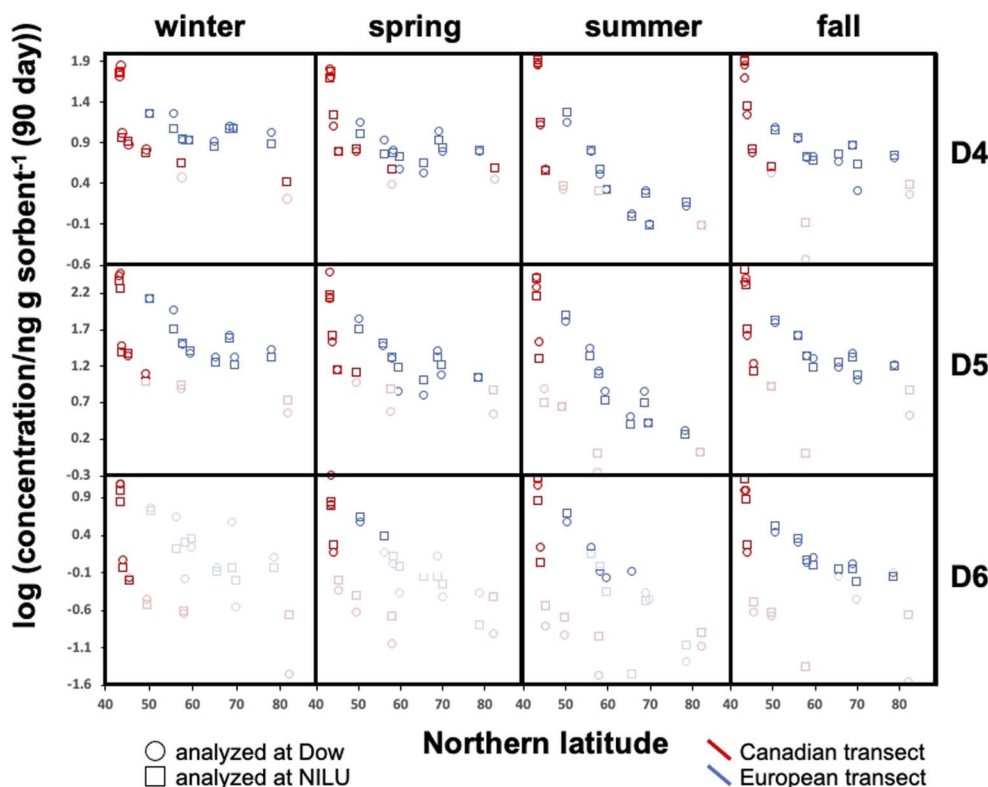 winter spring summer fall
log (concentration/ng g sorbent⁻¹ (90 day))
1.9
1.4
0.9
0.4
-0.1
-0.6
D4
2.2
1.7
1.2
0.7
0.2
-0.3
D5
0.9
0.4
-0.1
-0.6
-1.1
-1.6
D6
40 50 60 70 80 40 50 60 70 80 40 50 60 70 80 40 50 60 70 80
Northern latitude
analyzed at Dow
analyzed at NILU
Canadian transect
European transect